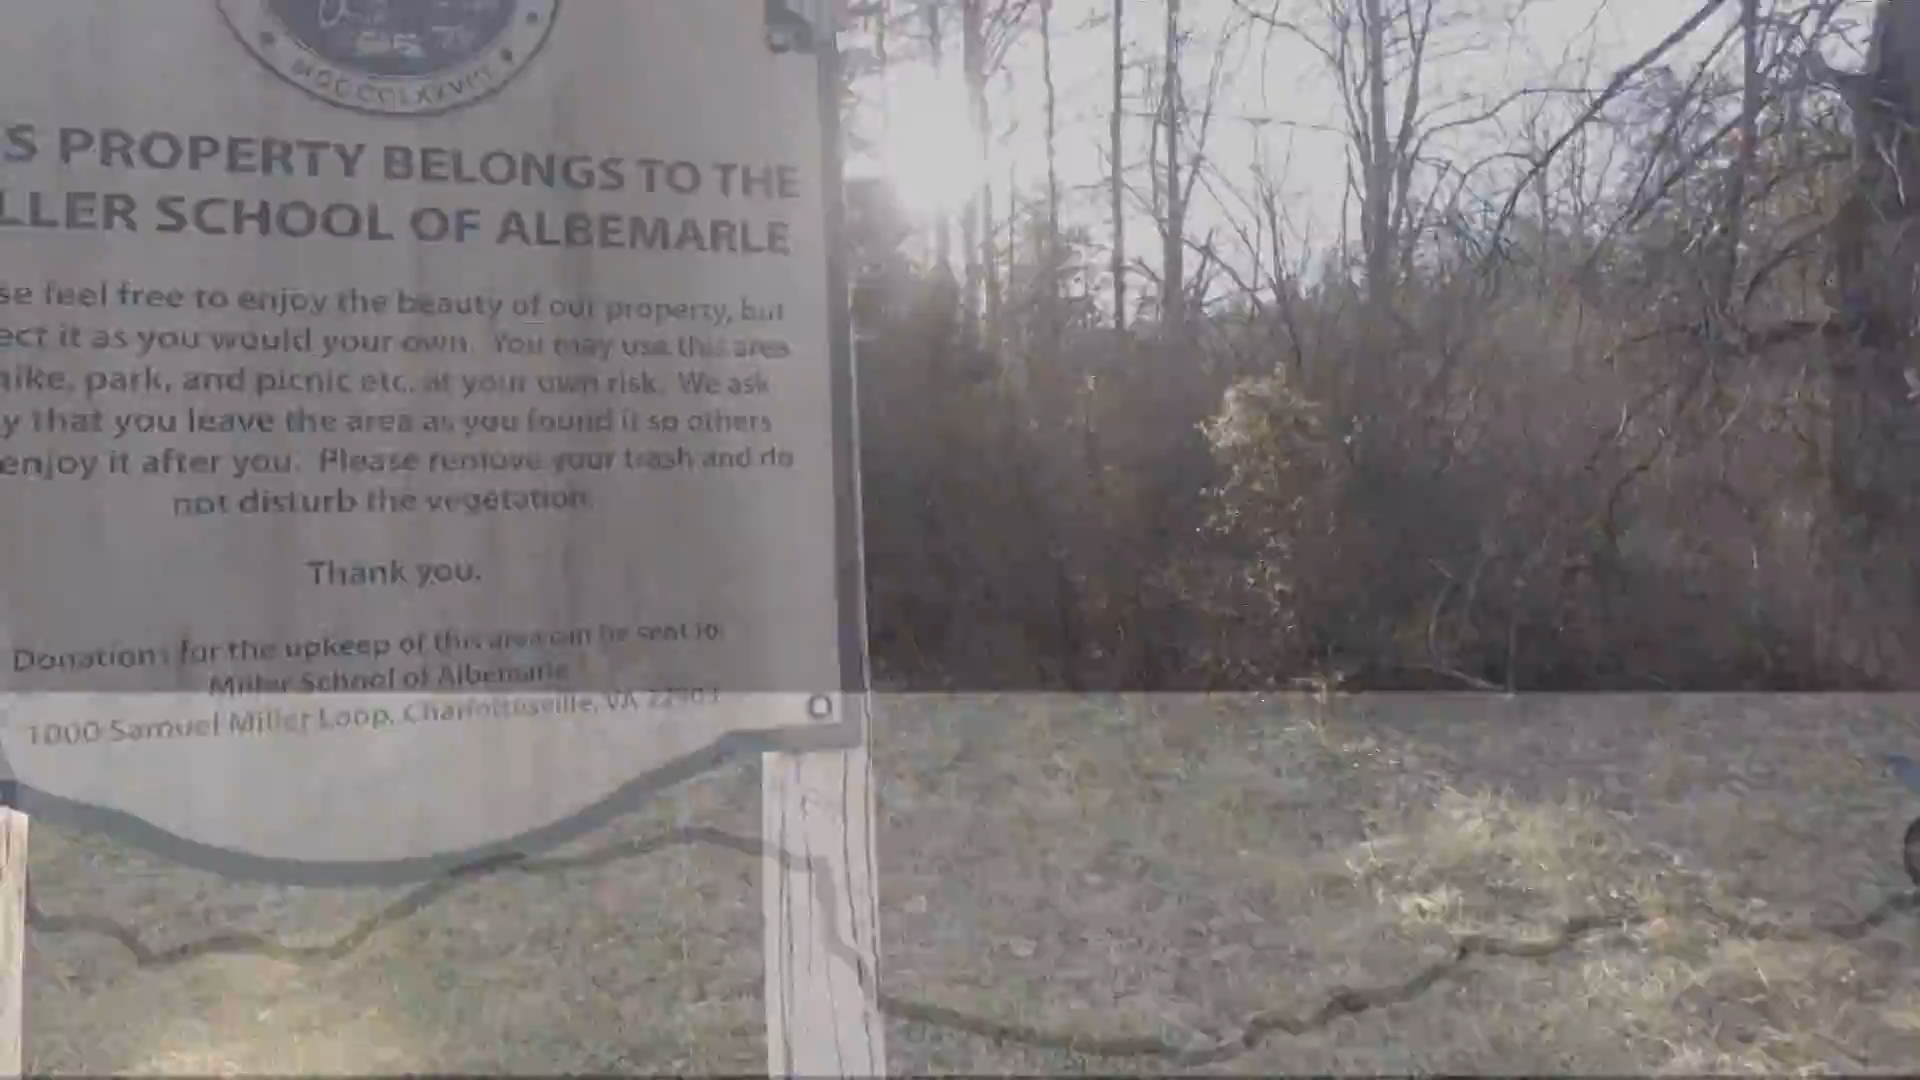 MDCCCLXXVIII
S PROPERTY BELONGS TO THE
LLER SCHOOL OF ALBEMARLE
se feel free to enjoy the beauty of our property, but
ect it as you would your own. You may use this area
hike, park, and picnic etc. at your own risk. We ask
y that you leave the area as you found it so others
enjoy it after you. Please remove your trash and do
not disturb the vegetation.
Thank you.
Donations for the upkeep of this area can be sent to:
Miller School of Albemarle
1000 Samuel Miller Loop, Charlottesville, VA 22903